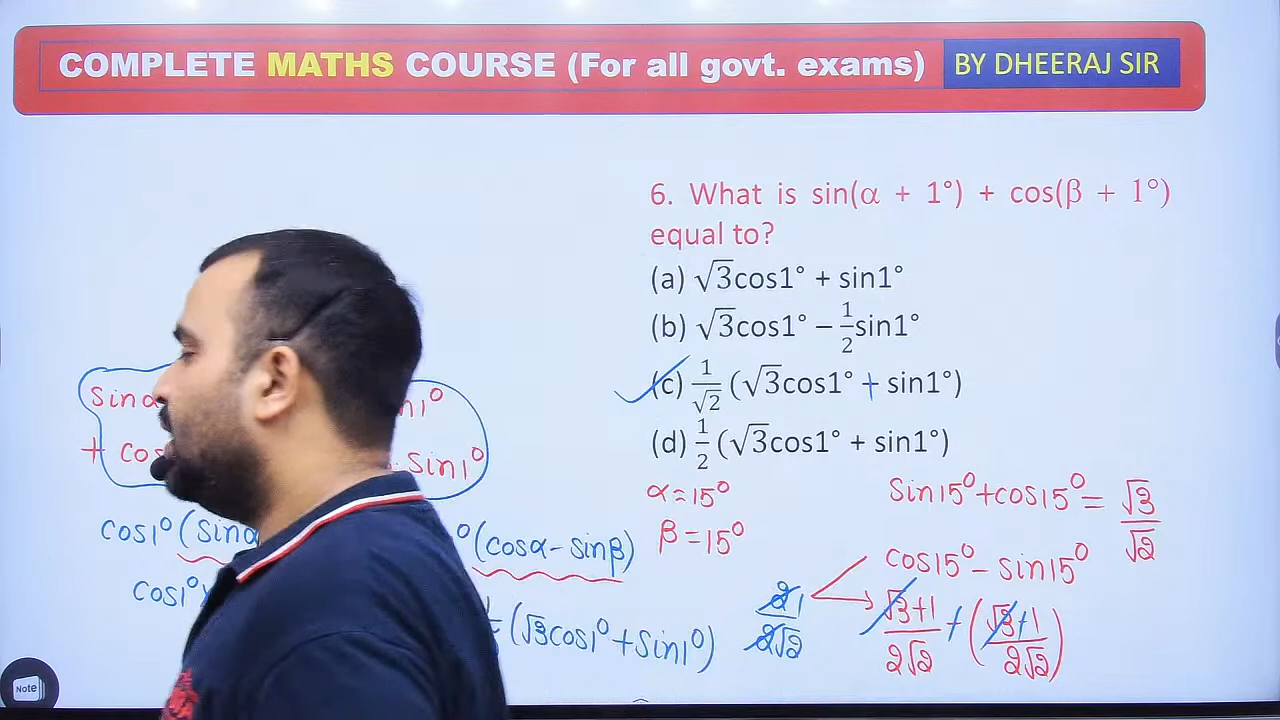 COMPLETE MATHS COURSE (For all govt. exams) BY DHEERAJ SIR
6. What is sin(α + 1°) + cos(β + 1°)
equal to?
(a) √3cos1° + sin1°
(b) √3cos1° − 1/2 sin1°
(c) 1/√2 (√3cos1° + sin1°)
(d) 1/2 (√3cos1° + sin1°)
+
sin1°
cos1°(sinα
°(cosα - sinβ)
cos1°
(√3cos1° + sin1°)
α = 15°
β = 15°
sin15° + cos15° = √3/√2
cos15° - sin15°
2 1/2√2
√3+1/2√2 + (√3+1/2√2)
Note